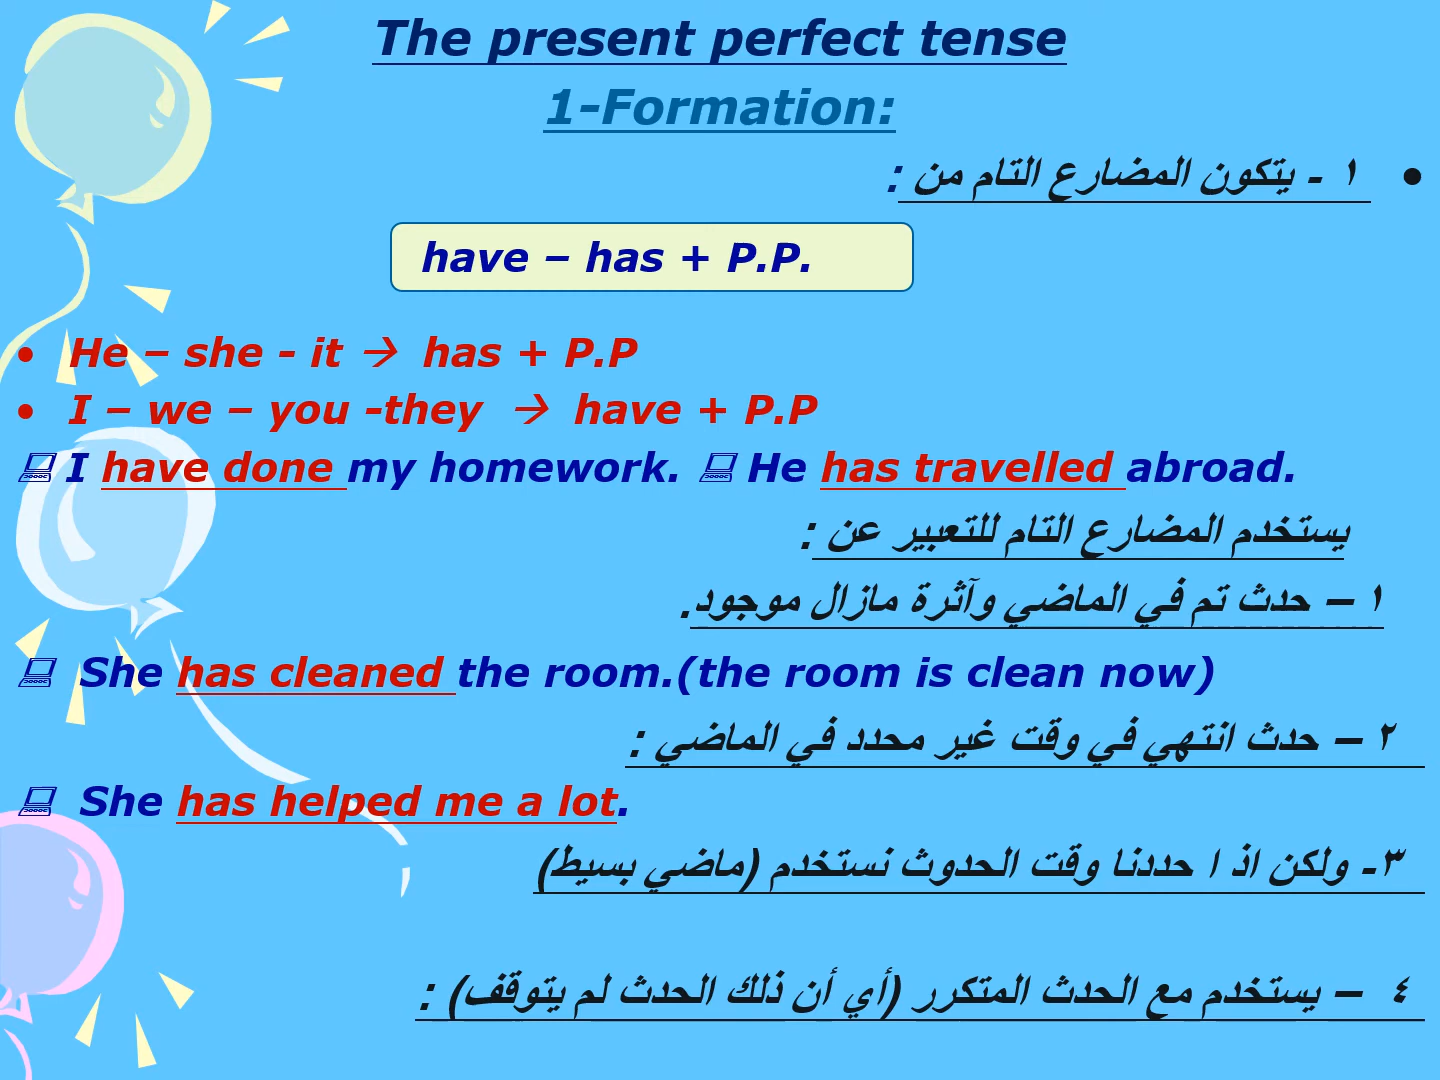 The present perfect tense
1-Formation:
• ١ - يتكون المضارع التام من :
have – has + P.P.
• He – she - it → has + P.P
• I – we – you -they → have + P.P
I have done my homework. He has travelled abroad.
يستخدم المضارع التام للتعبير عن :
١ – حدث تم في الماضي وآثرة مازال موجود.
She has cleaned the room.(the room is clean now)
٢ – حدث انتهي في وقت غير محدد في الماضي :
She has helped me a lot.
٣- ولكن اذ ا حددنا وقت الحدوث نستخدم (ماضي بسيط)
٤ – يستخدم مع الحدث المتكرر (أي أن ذلك الحدث لم يتوقف) :